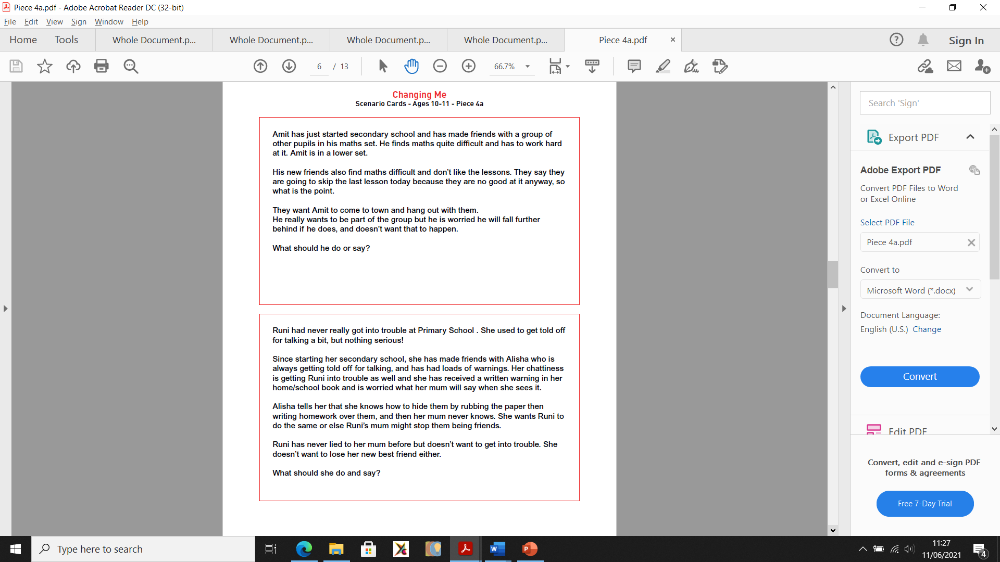 Piece 4a.pdf - Adobe Acrobat Reader DC (32-bit)
File Edit View Sign Window Help
Home Tools Whole Document.p... Whole Document.p... Whole Document.p... Whole Document.p... Piece 4a.pdf Sign In
6 / 13 66.7%
Changing Me
Scenario Cards - Ages 10-11 - Piece 4a
Amit has just started secondary school and has made friends with a group of
other pupils in his maths set. He finds maths quite difficult and has to work hard
at it. Amit is in a lower set.
His new friends also find maths difficult and don’t like the lessons. They say they
are going to skip the last lesson today because they are no good at it anyway, so
what is the point.
They want Amit to come to town and hang out with them.
He really wants to be part of the group but he is worried he will fall further
behind if he does, and doesn’t want that to happen.
What should he do or say?
Runi had never really got into trouble at Primary School . She used to get told off
for talking a bit, but nothing serious!
Since starting her secondary school, she has made friends with Alisha who is
always getting told off for talking, and has had loads of warnings. Her chattiness
is getting Runi into trouble as well and she has received a written warning in her
home/school book and is worried what her mum will say when she sees it.
Alisha tells her that she knows how to hide them by rubbing the paper then
writing homework over them, and then her mum never knows. She wants Runi to
do the same or else Runi’s mum might stop them being friends.
Runi has never lied to her mum before but doesn’t want to get into trouble. She
doesn’t want to lose her new best friend either.
What should she do and say?
Search 'Sign'
Export PDF
Adobe Export PDF
Convert PDF Files to Word
or Excel Online
Select PDF File
Piece 4a.pdf
Convert to
Microsoft Word (*.docx)
Document Language:
English (U.S.) Change
Convert
Edit PDF
Convert, edit and e-sign PDF
forms & agreements
Free 7-Day Trial
Type here to search
11:27
11/06/2021
4